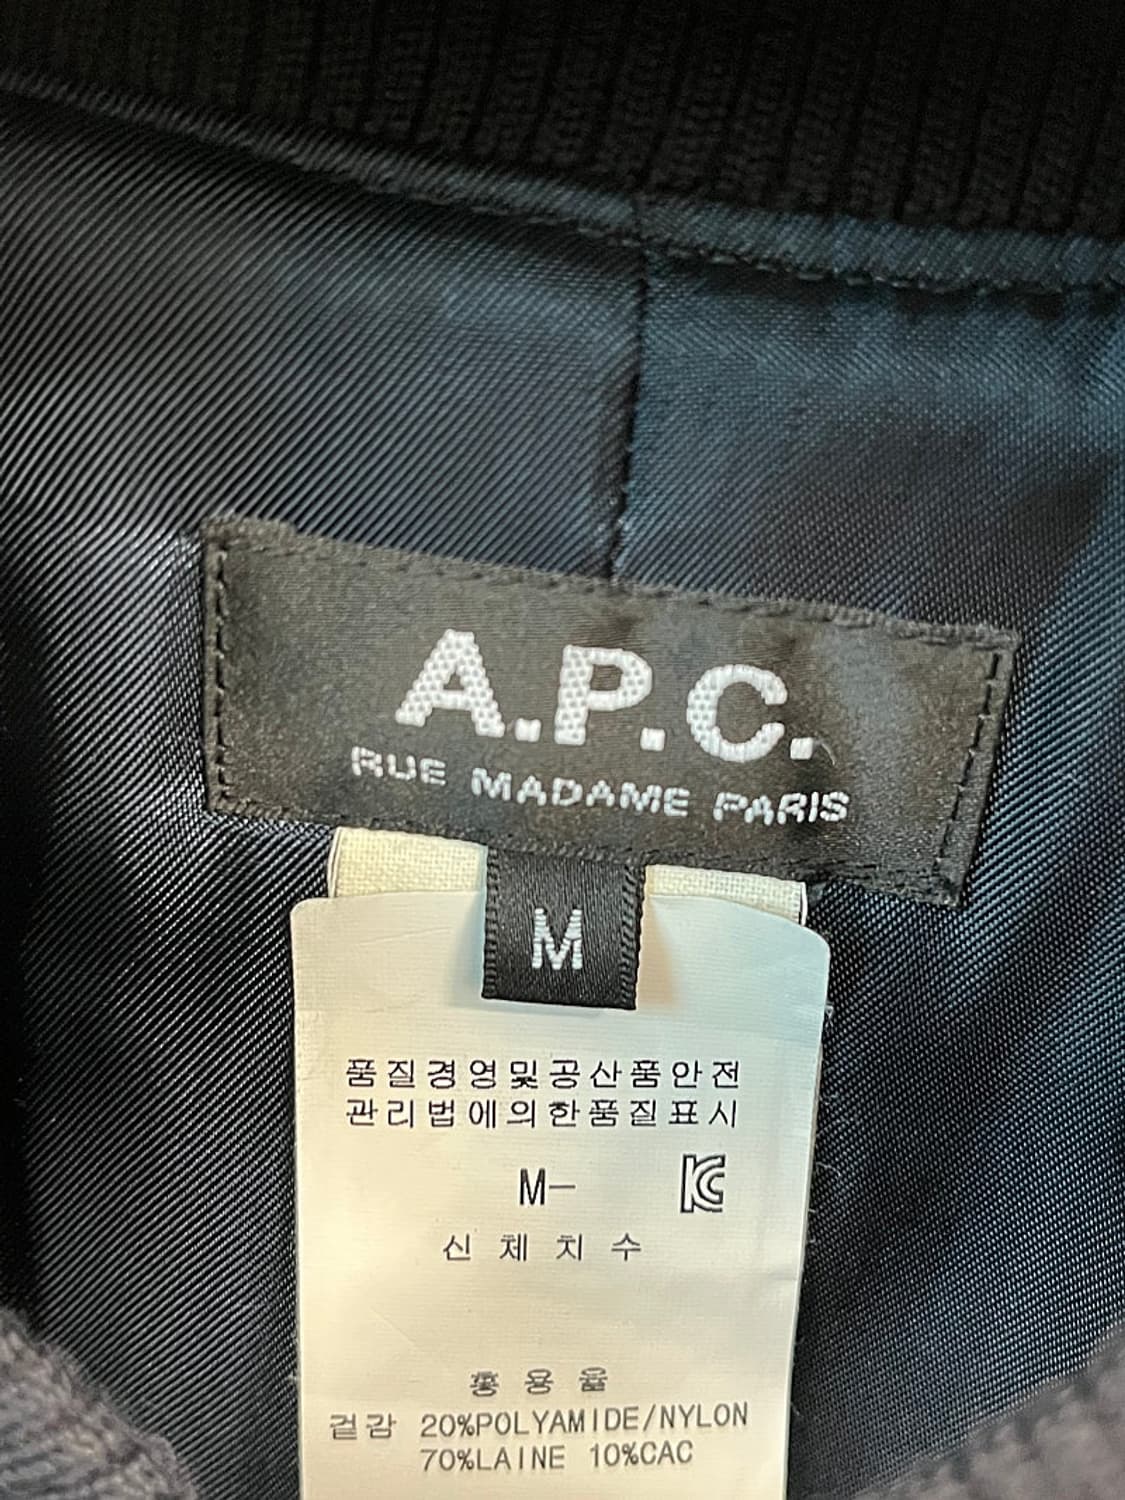 A.P.C.
RUE MADAME PARIS
M
품질경영및공산품안전
관리법에의한품질표시
M-
KC
신체치수
홍용율
겉감 20%POLYAMIDE/NYLON
70%LAINE 10%CAC